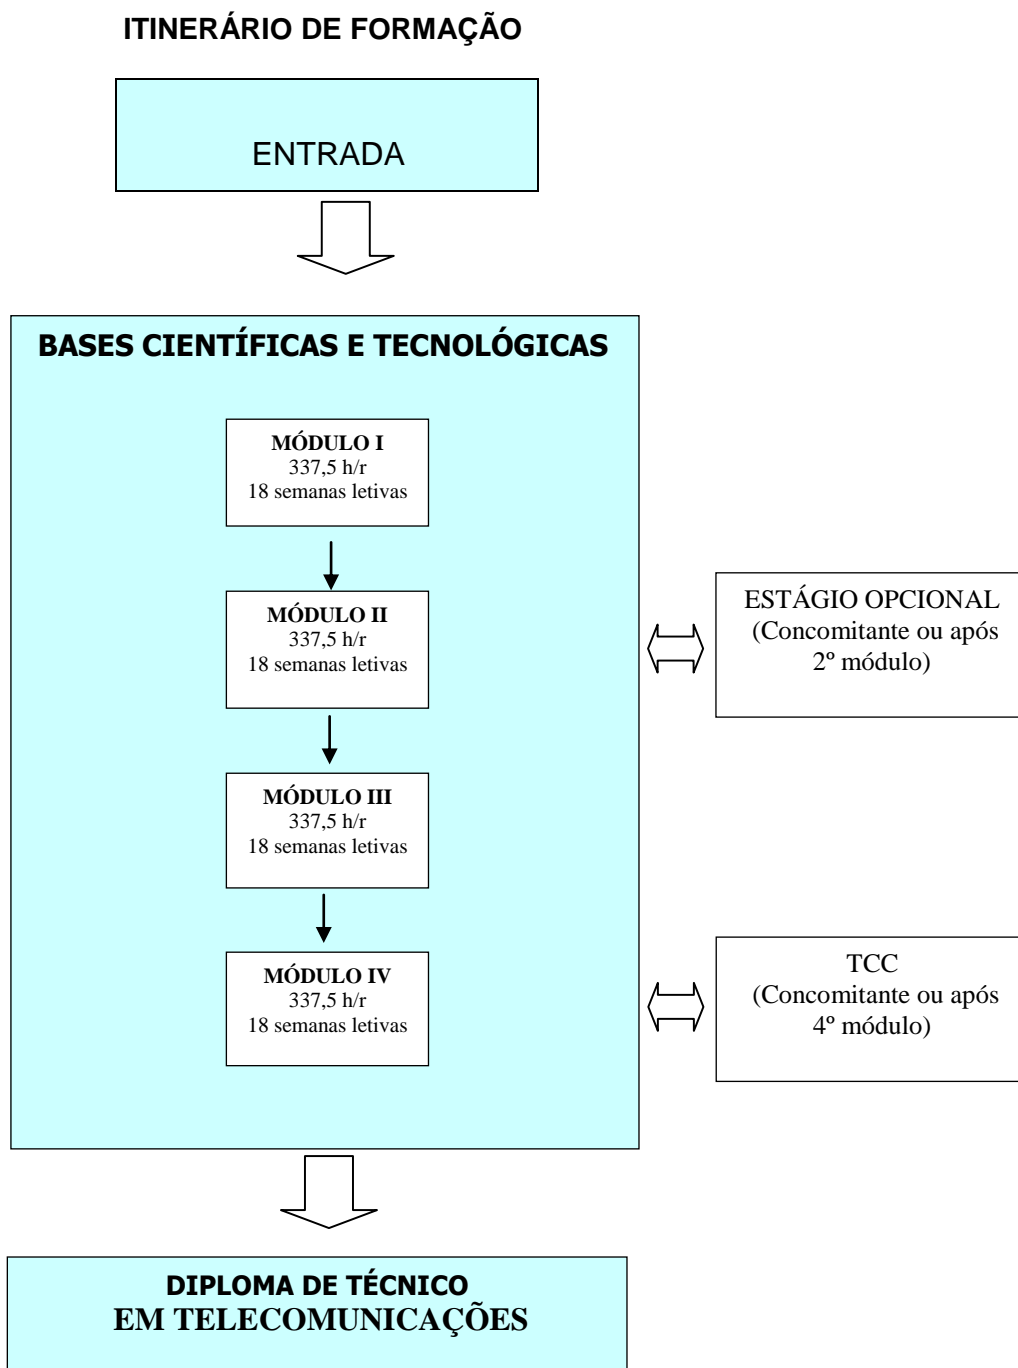 ITINERÁRIO DE FORMAÇÃO
ENTRADA
BASES CIENTÍFICAS E TECNOLÓGICAS
MÓDULO I
337,5 h/r
18 semanas letivas
MÓDULO II
337,5 h/r
18 semanas letivas
ESTÁGIO OPCIONAL
(Concomitante ou após
2º módulo)
MÓDULO III
337,5 h/r
18 semanas letivas
MÓDULO IV
337,5 h/r
18 semanas letivas
TCC
(Concomitante ou após
4º módulo)
DIPLOMA DE TÉCNICO
EM TELECOMUNICAÇÕES